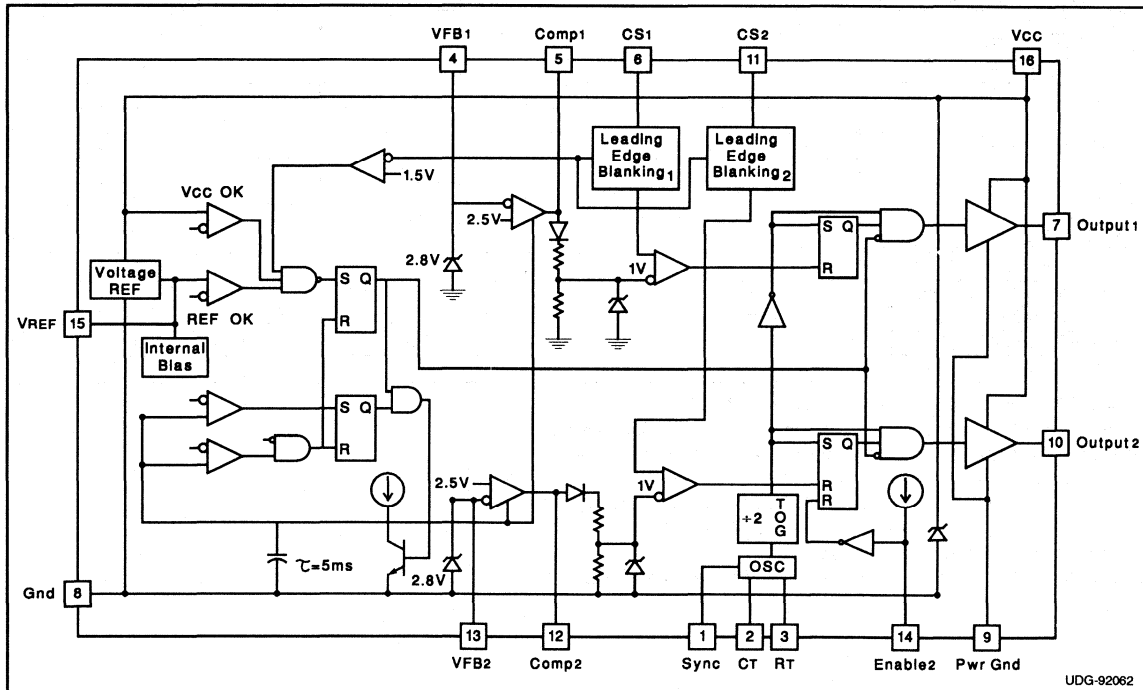 VFB1
Comp1
CS1
CS2
VCC
4
5
6
11
16
Leading
Edge
Blanking1
Leading
Edge
Blanking2
1.5V
VCC OK
2.5V
S Q
R
7
Output1
2.8V
1V
Voltage
REF
S Q
R
REF OK
VREF
15
Internal
Bias
S Q
R
S Q
R
R
10
Output2
2.5V
1V
÷2
TOG
τ=5ms
2.8V
OSC
Gnd
8
13
12
1
2
3
14
9
VFB2
Comp2
Sync
CT
RT
Enable2
Pwr Gnd
UDG-92062